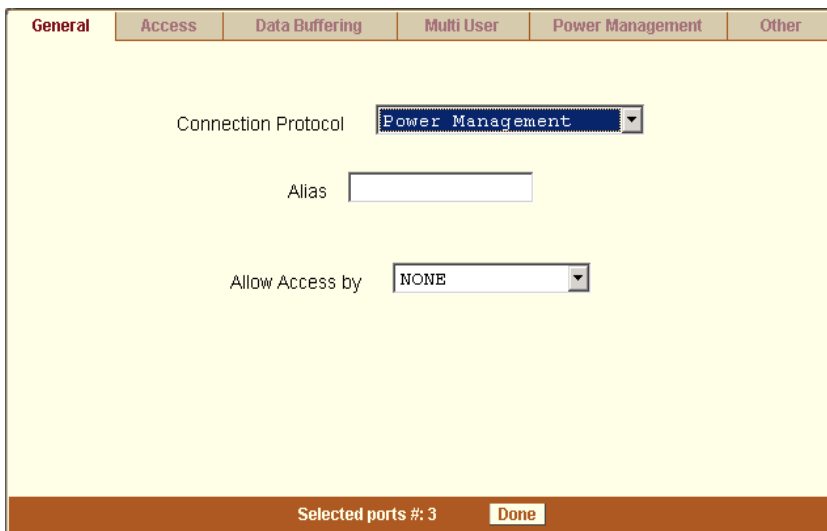 General Access Data Buffering Multi User Power Management Other
Connection Protocol Power Management
Alias
Allow Access by NONE
Selected ports #: 3 Done